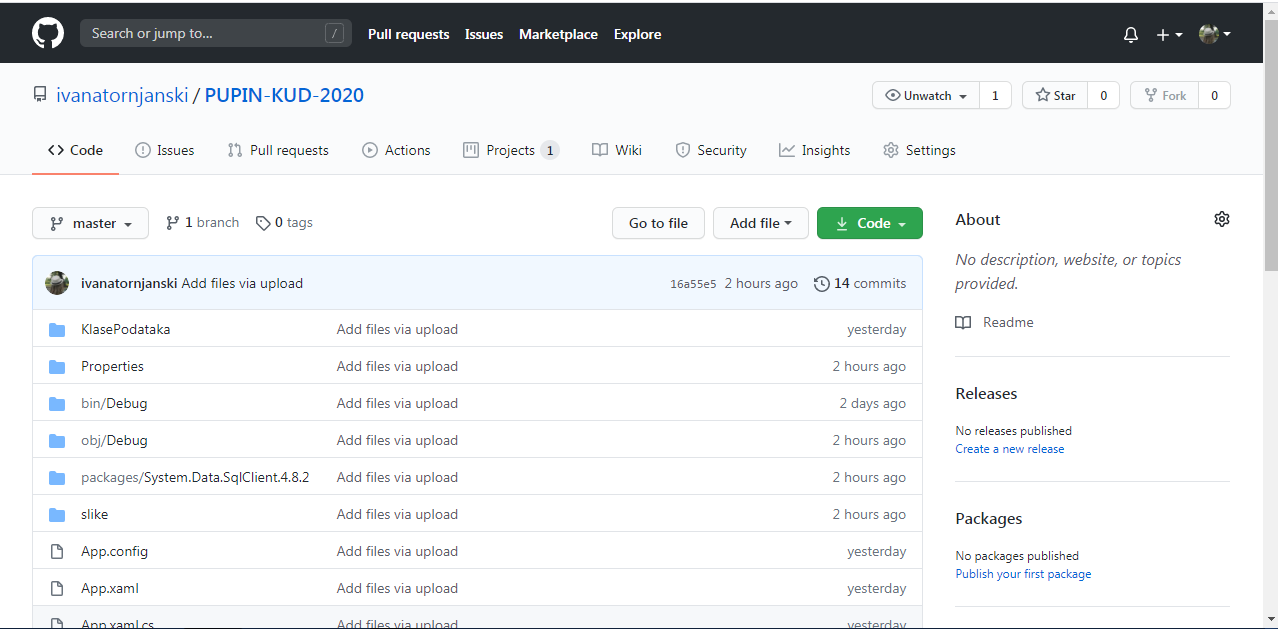 Search or jump to... / Pull requests Issues Marketplace Explore
ivanatornjanski / PUPIN-KUD-2020 Unwatch 1 Star 0 Fork 0
Code Issues Pull requests Actions Projects 1 Wiki Security Insights Settings
master 1 branch 0 tags Go to file Add file Code
ivanatornjanski Add files via upload 16a55e5 2 hours ago 14 commits
KlasePodataka Add files via upload yesterday
Properties Add files via upload 2 hours ago
bin/Debug Add files via upload 2 days ago
obj/Debug Add files via upload 2 hours ago
packages/System.Data.SqlClient.4.8.2 Add files via upload 2 hours ago
slike Add files via upload 2 hours ago
App.config Add files via upload yesterday
App.xaml Add files via upload yesterday
App.xaml.cs Add files via upload yesterday
About
No description, website, or topics
provided.
Readme
Releases
No releases published
Create a new release
Packages
No packages published
Publish your first package